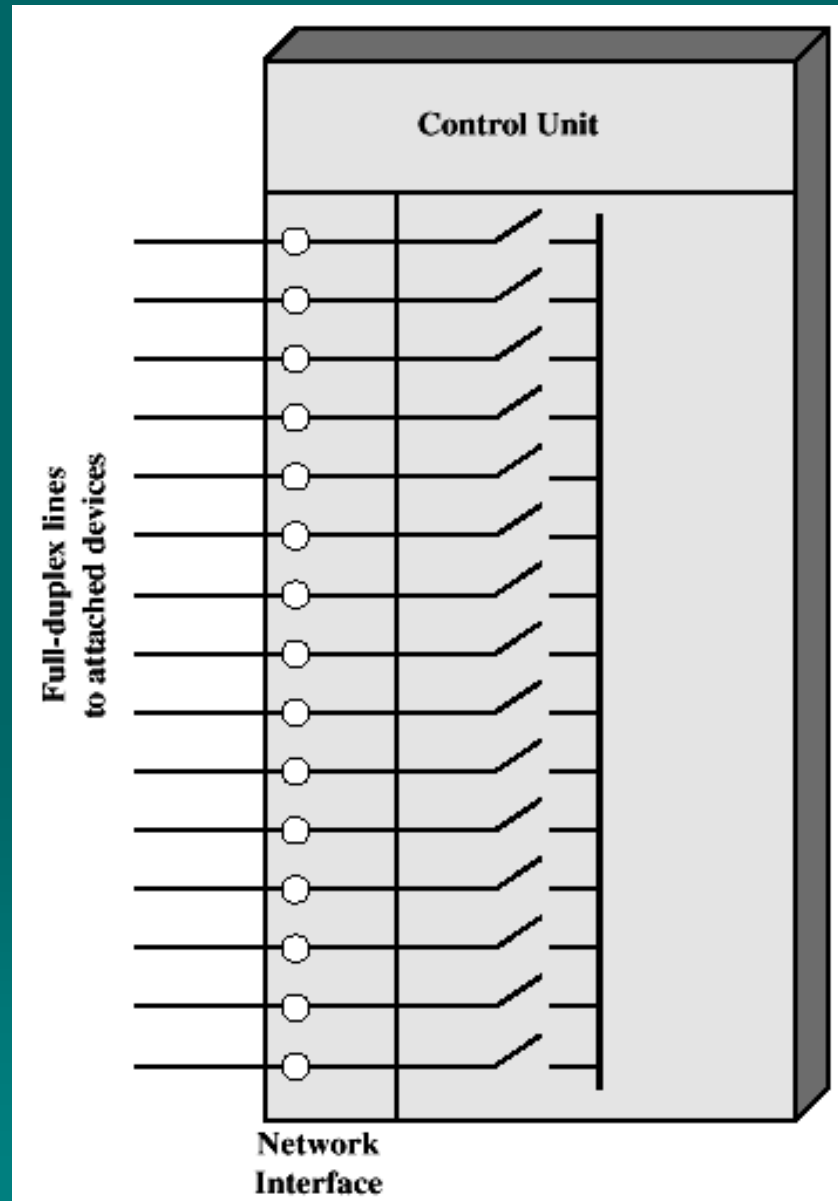 Control Unit
Full-duplex lines
to attached devices
Network
Interface